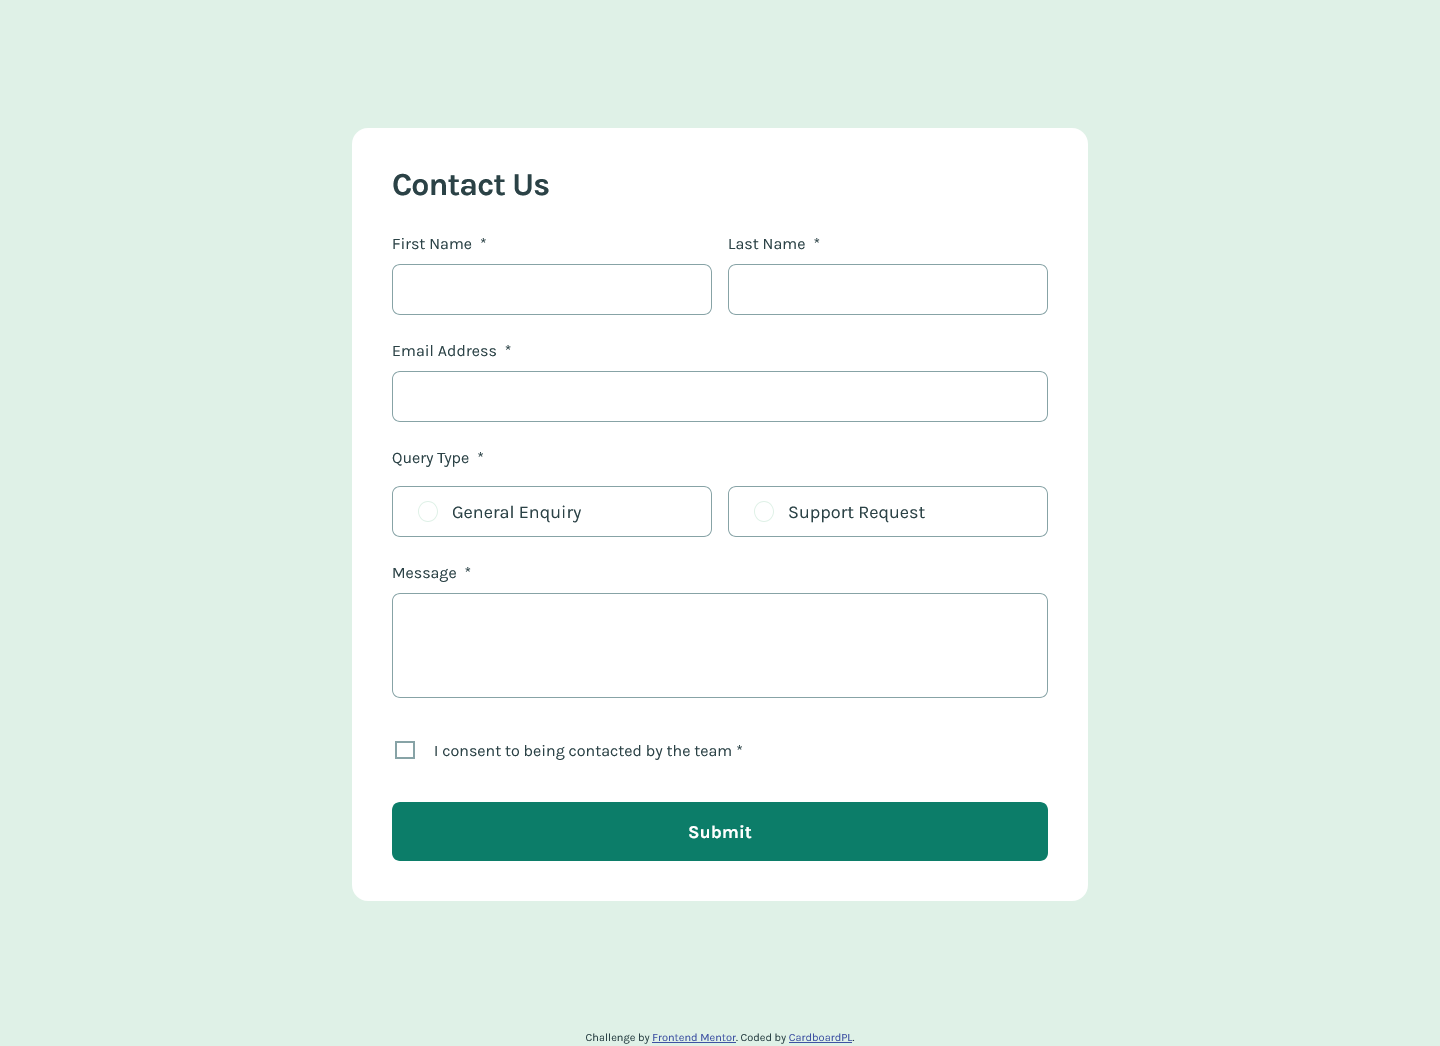 Contact Us
First Name *
Last Name *
Email Address *
Query Type *
General Enquiry
Support Request
Message *
I consent to being contacted by the team *
Submit
Challenge by Frontend Mentor. Coded by CardboardPL.